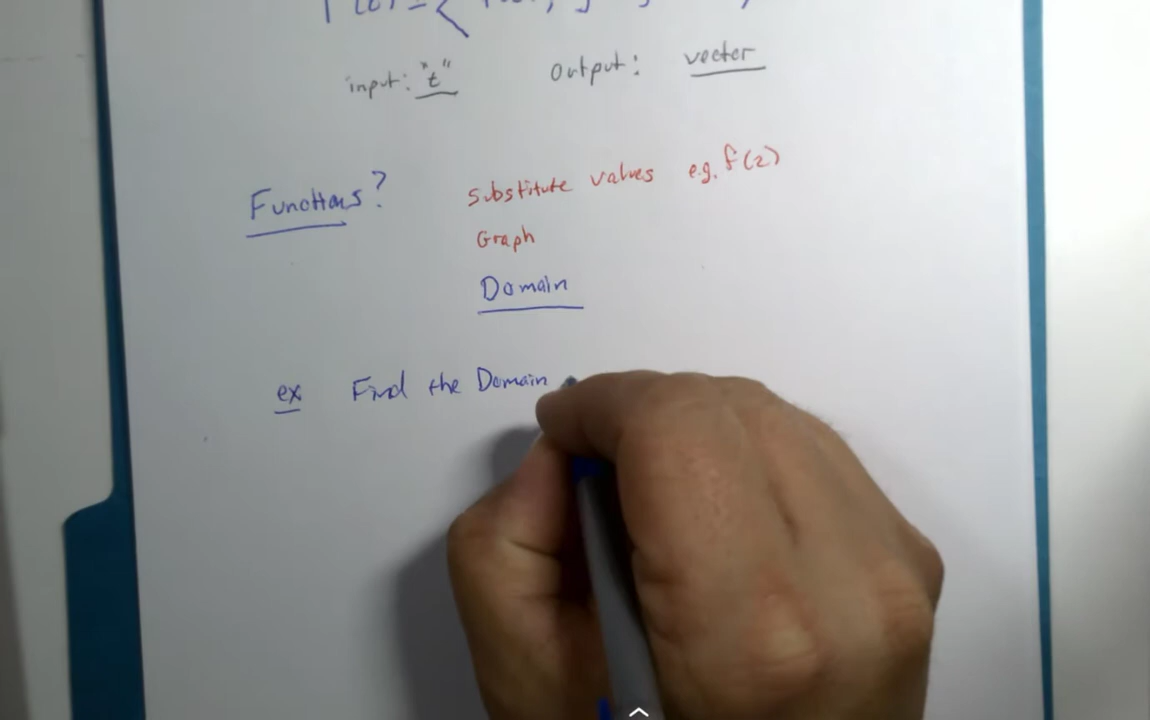 input: "t" output: vector
Functions? Substitute values e.g. f(2)
Graph
Domain
ex Find the Domain